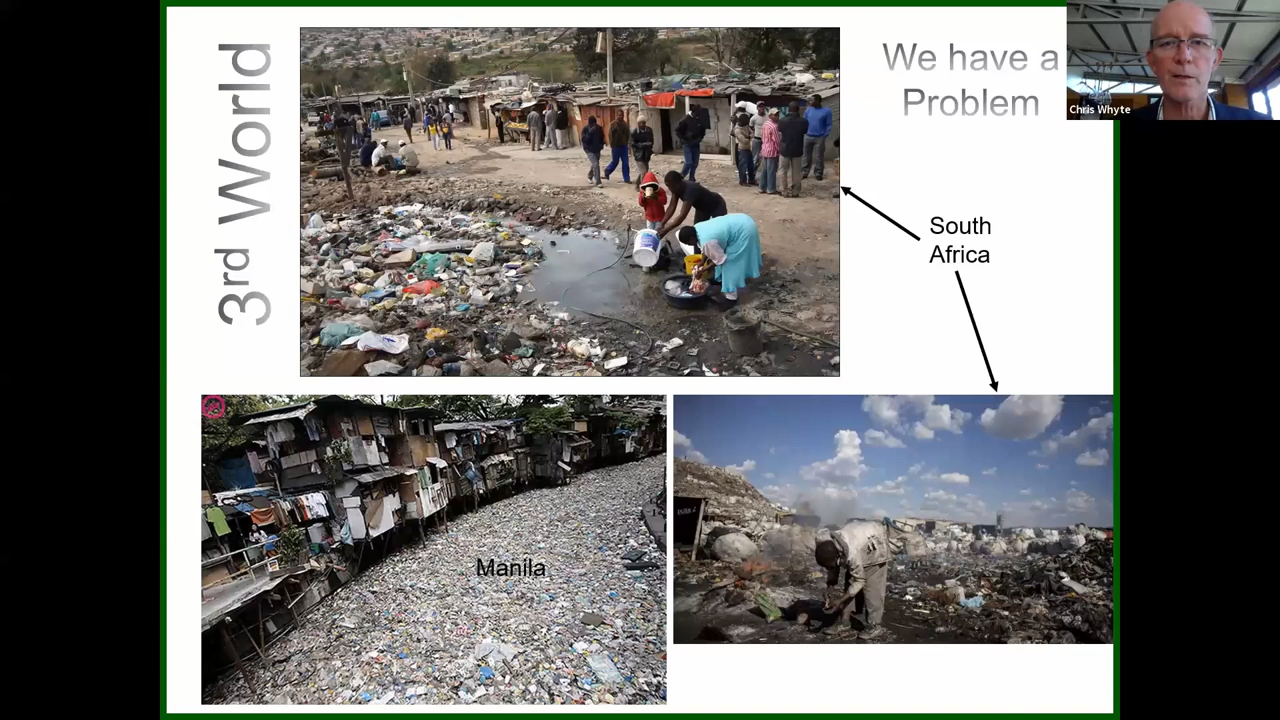 3rd World
We have a
Problem
Chris Whyte
South
Africa
Manila